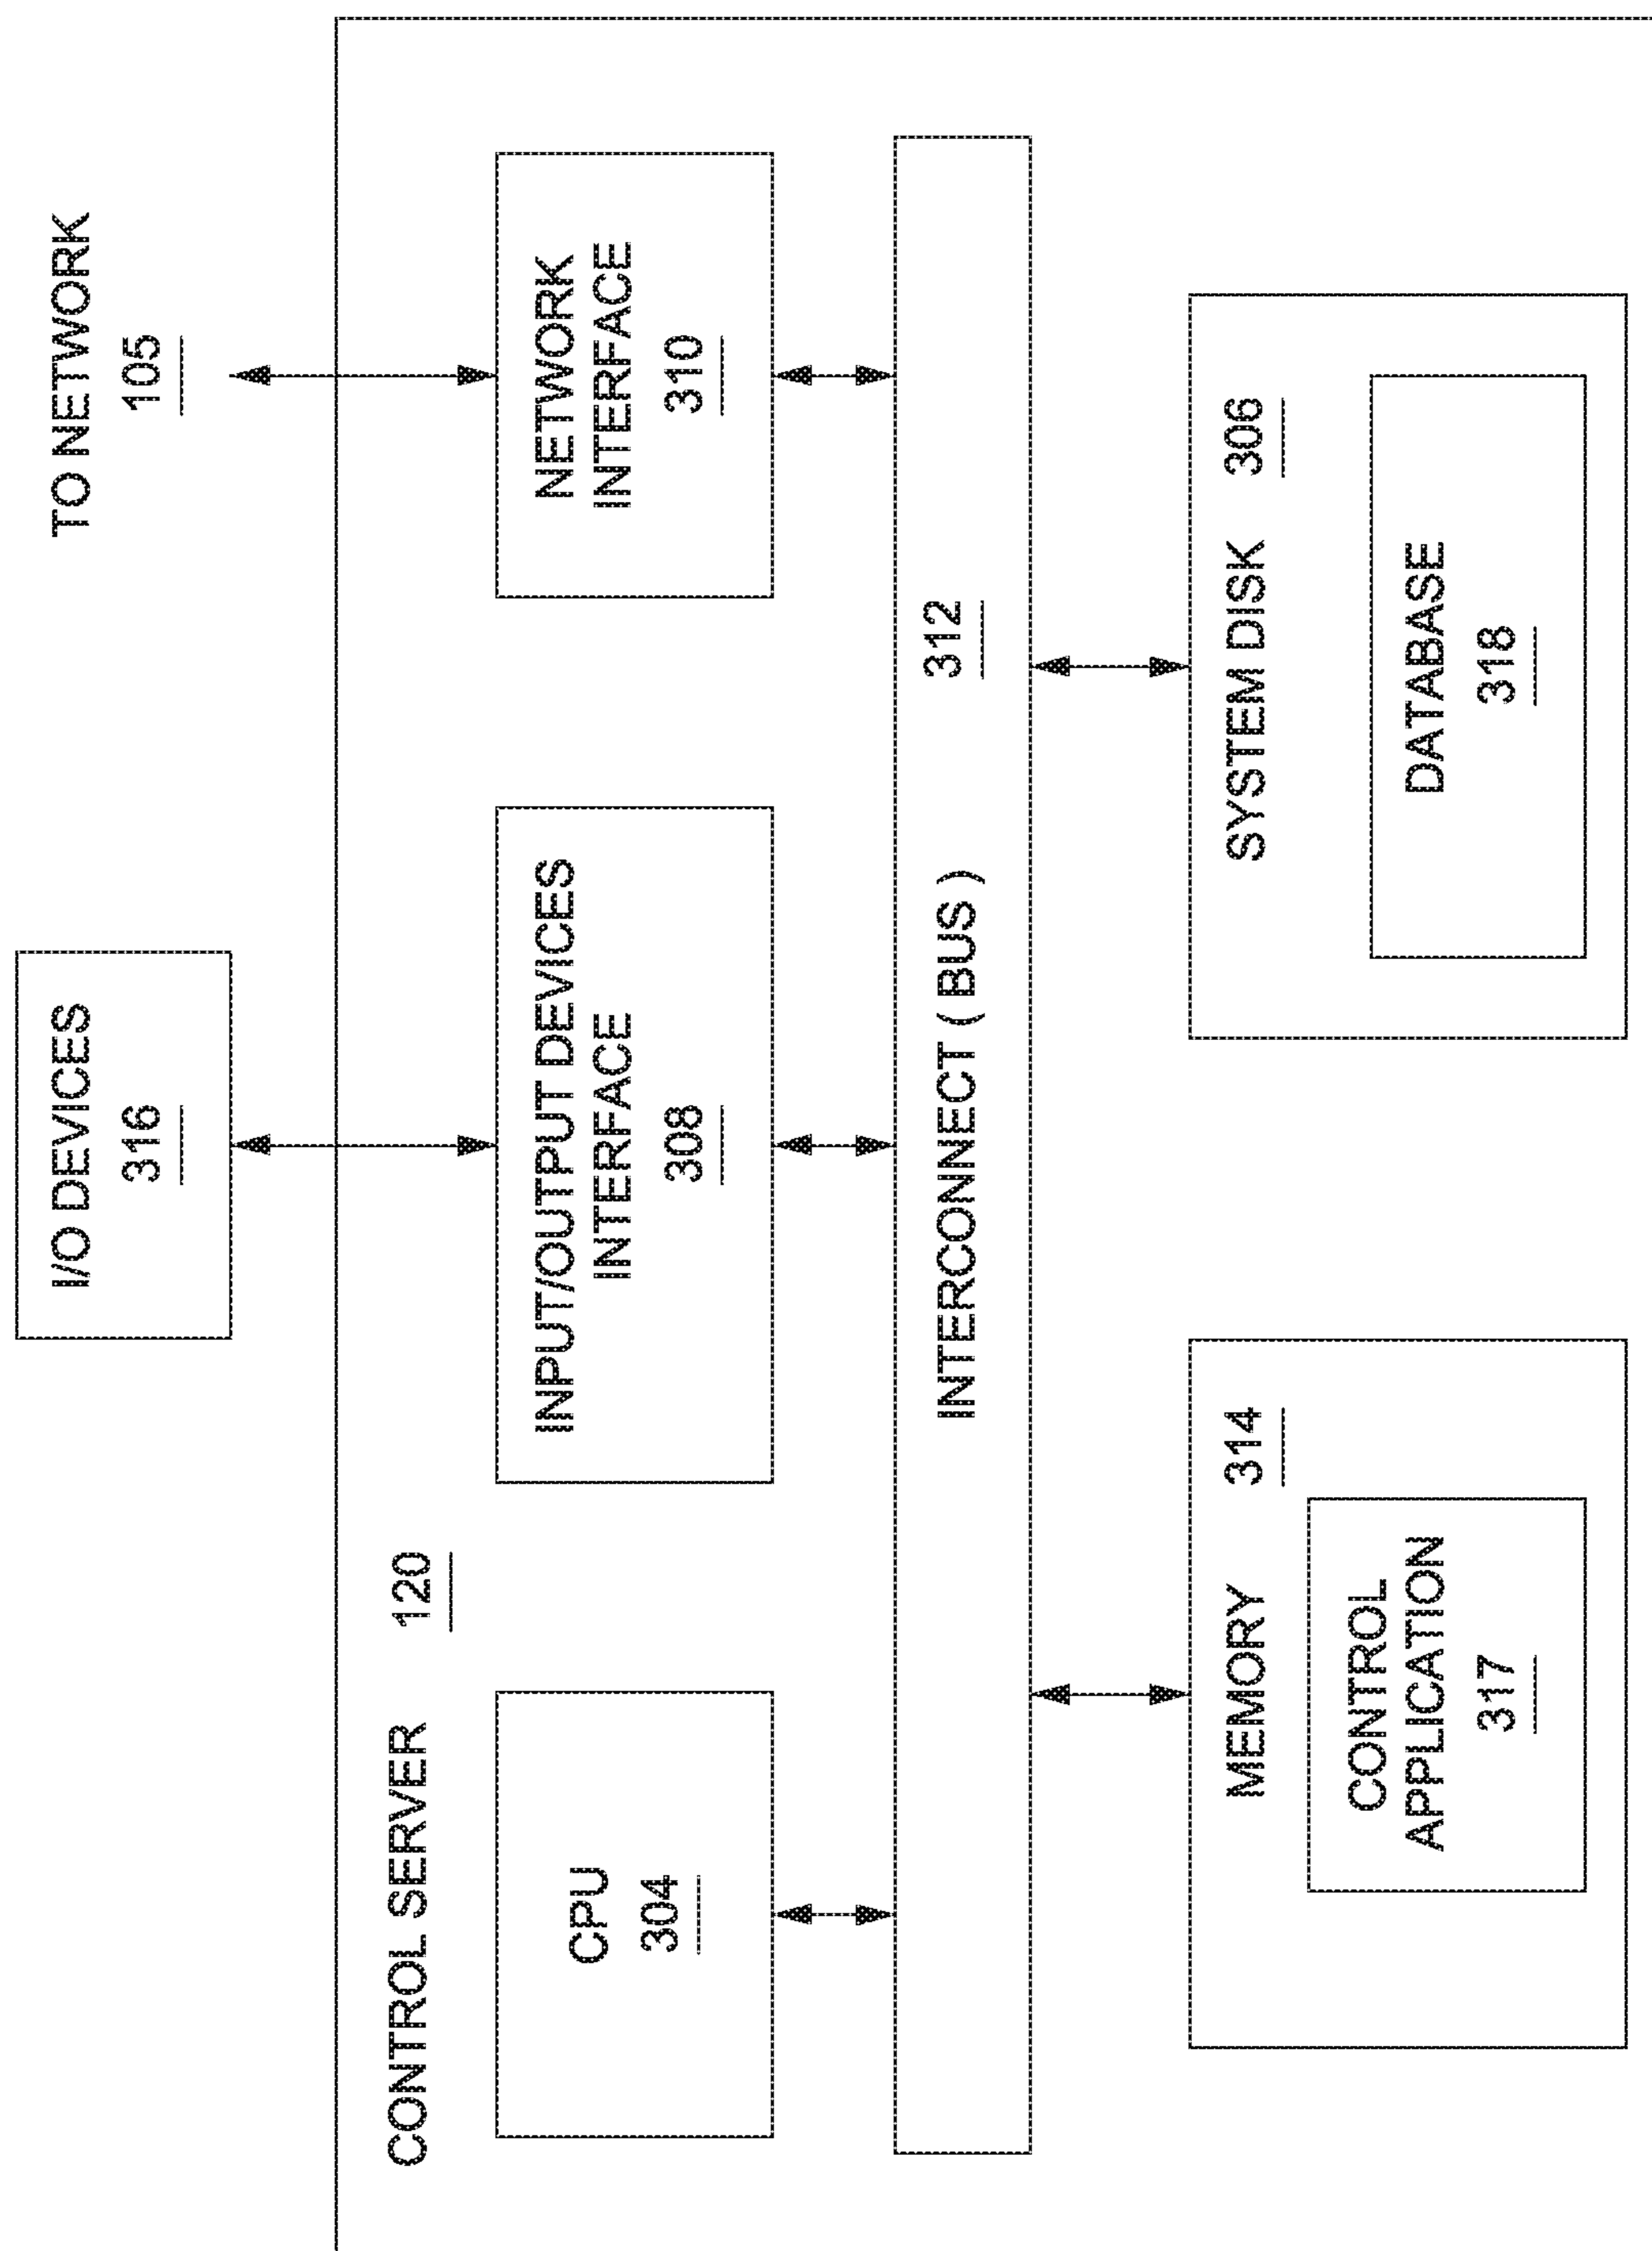 I/O DEVICES
316
TO NETWORK
105
CONTROL SERVER 120
CPU
304
INPUT/OUTPUT DEVICES
INTERFACE
308
NETWORK
INTERFACE
310
INTERCONNECT ( BUS )
312
MEMORY 314
CONTROL
APPLICATION
317
SYSTEM DISK 306
DATABASE
318